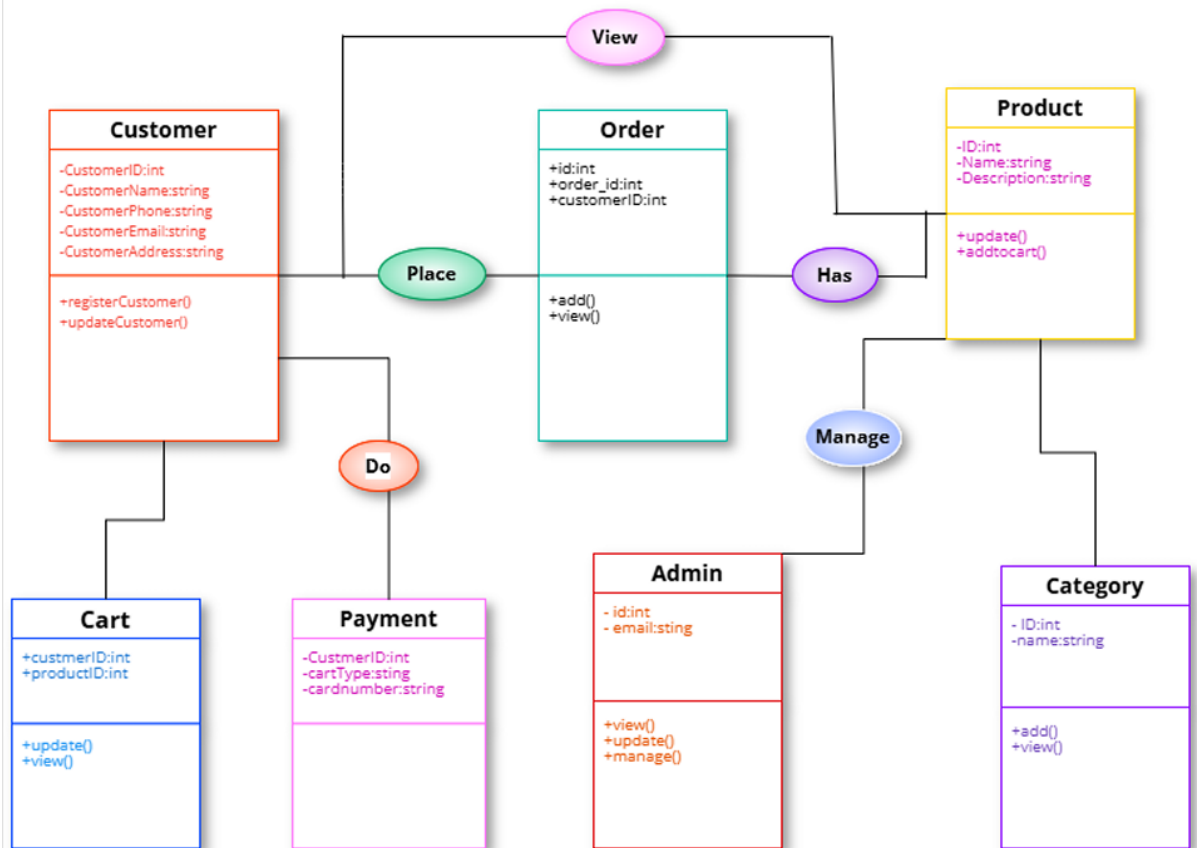 View
Customer
-CustomerID:int
-CustomerName:string
-CustomerPhone:string
-CustomerEmail:string
-CustomerAddress:string
+registerCustomer()
+updateCustomer()
Place
Order
+id:int
+order_id:int
+customerID:int
+add()
+view()
Has
Product
-ID:int
-Name:string
-Description:string
+update()
+addtocart()
Do
Manage
Cart
+custmerID:int
+productID:int
+update()
+view()
Payment
-CustmerID:int
-cartType:sting
-cardnumber:string
Admin
- id:int
- email:sting
+view()
+update()
+manage()
Category
- ID:int
-name:string
+add()
+view()